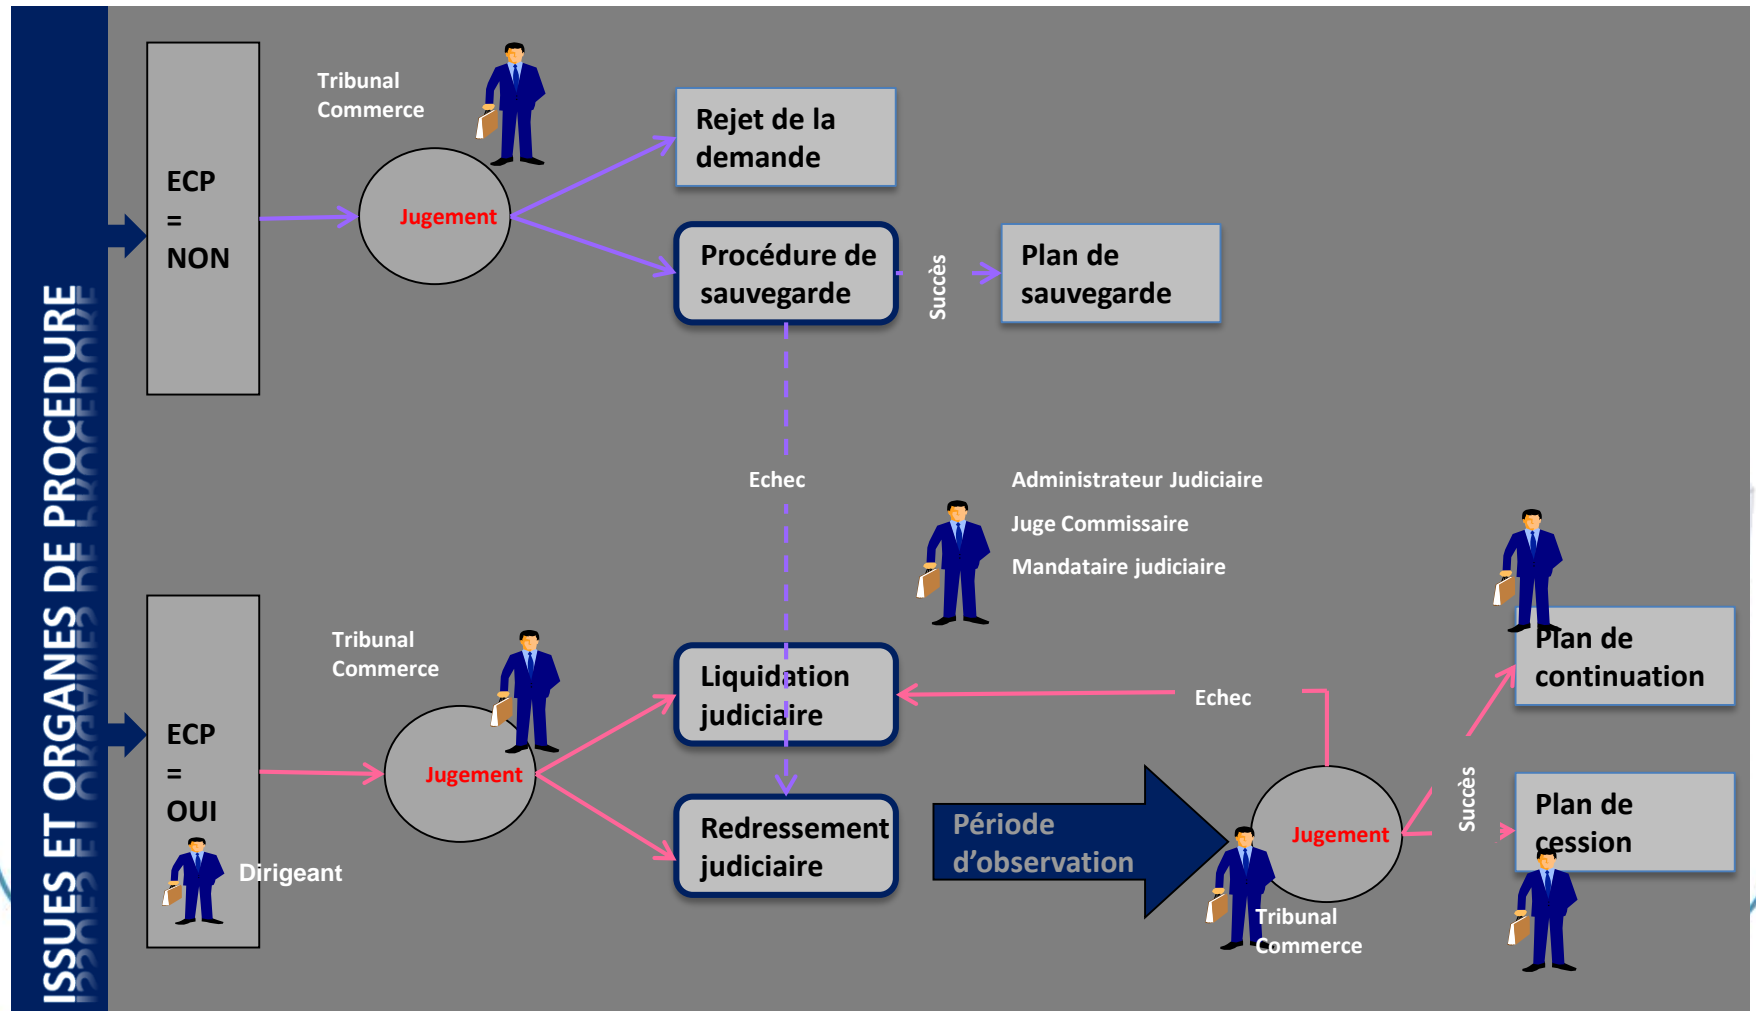 ISSUES ET ORGANES DE PROCEDURE
ECP
=
NON
Tribunal
Commerce
Jugement
Rejet de la
demande
Procédure de
sauvegarde
Succès
Plan de
sauvegarde
Echec
Administrateur Judiciaire
Juge Commissaire
Mandataire judiciaire
ECP
=
OUI
Dirigeant
Tribunal
Commerce
Jugement
Liquidation
judiciaire
Redressement
judiciaire
Echec
Période
d’observation
Jugement
Tribunal
Commerce
Succès
Plan de
continuation
Plan de
cession